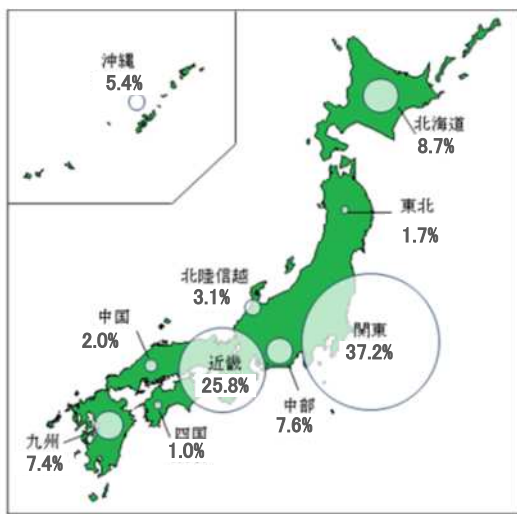 沖縄
5.4%
北海道
8.7%
東北
1.7%
北陸信越
3.1%
中国
2.0%
関東
37.2%
近畿
25.8%
中部
7.6%
四国
1.0%
九州
7.4%